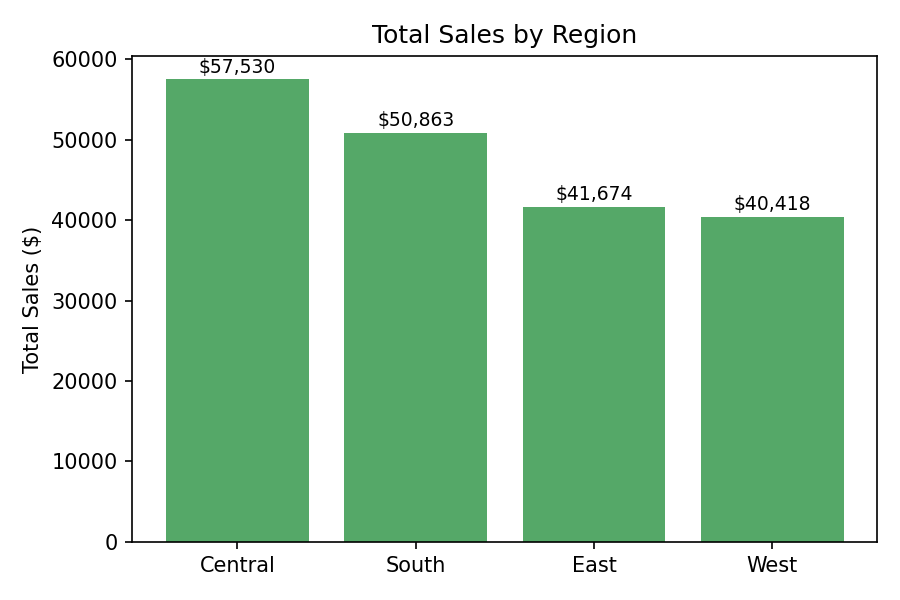 Total Sales by Region
Total Sales ($)
60000
50000
40000
30000
20000
10000
0
$57,530
$50,863
$41,674
$40,418
Central
South
East
West